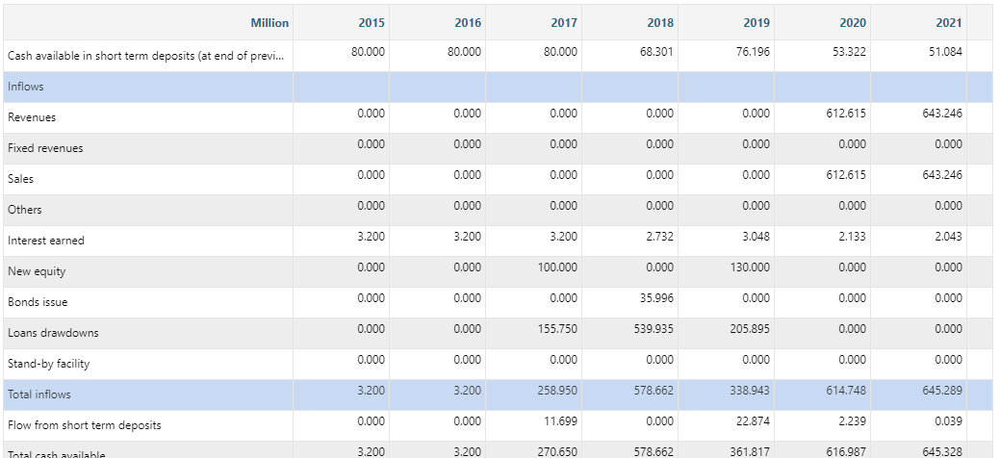 Million 2015 2016 2017 2018 2019 2020 2021
Cash available in short term deposits (at end of previ... 80.000 80.000 80.000 68.301 76.196 53.322 51.084
Inflows
Revenues 0.000 0.000 0.000 0.000 0.000 612.615 643.246
Fixed revenues 0.000 0.000 0.000 0.000 0.000 0.000 0.000
Sales 0.000 0.000 0.000 0.000 0.000 612.615 643.246
Others 0.000 0.000 0.000 0.000 0.000 0.000 0.000
Interest earned 3.200 3.200 3.200 2.732 3.048 2.133 2.043
New equity 0.000 0.000 100.000 0.000 130.000 0.000 0.000
Bonds issue 0.000 0.000 0.000 35.996 0.000 0.000 0.000
Loans drawdowns 0.000 0.000 155.750 539.935 205.895 0.000 0.000
Stand-by facility 0.000 0.000 0.000 0.000 0.000 0.000 0.000
Total inflows 3.200 3.200 258.950 578.662 338.943 614.748 645.289
Flow from short term deposits 0.000 0.000 11.699 0.000 22.874 2.239 0.039
Total cash available 3.200 3.200 270.650 578.662 361.817 616.987 645.328